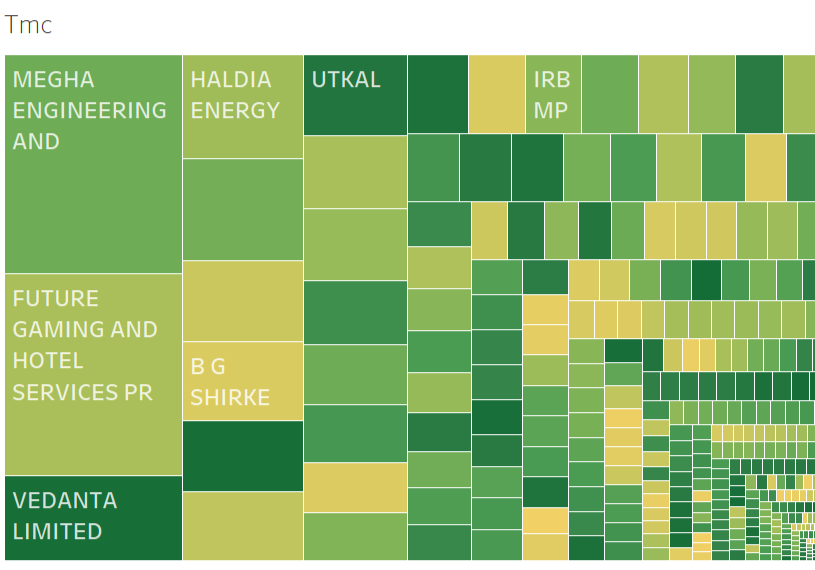 Tmc
MEGHA
ENGINEERING
AND
HALDIA
ENERGY
UTKAL
IRB
MP
FUTURE
GAMING AND
HOTEL
SERVICES PR
B G
SHIRKE
VEDANTA
LIMITED